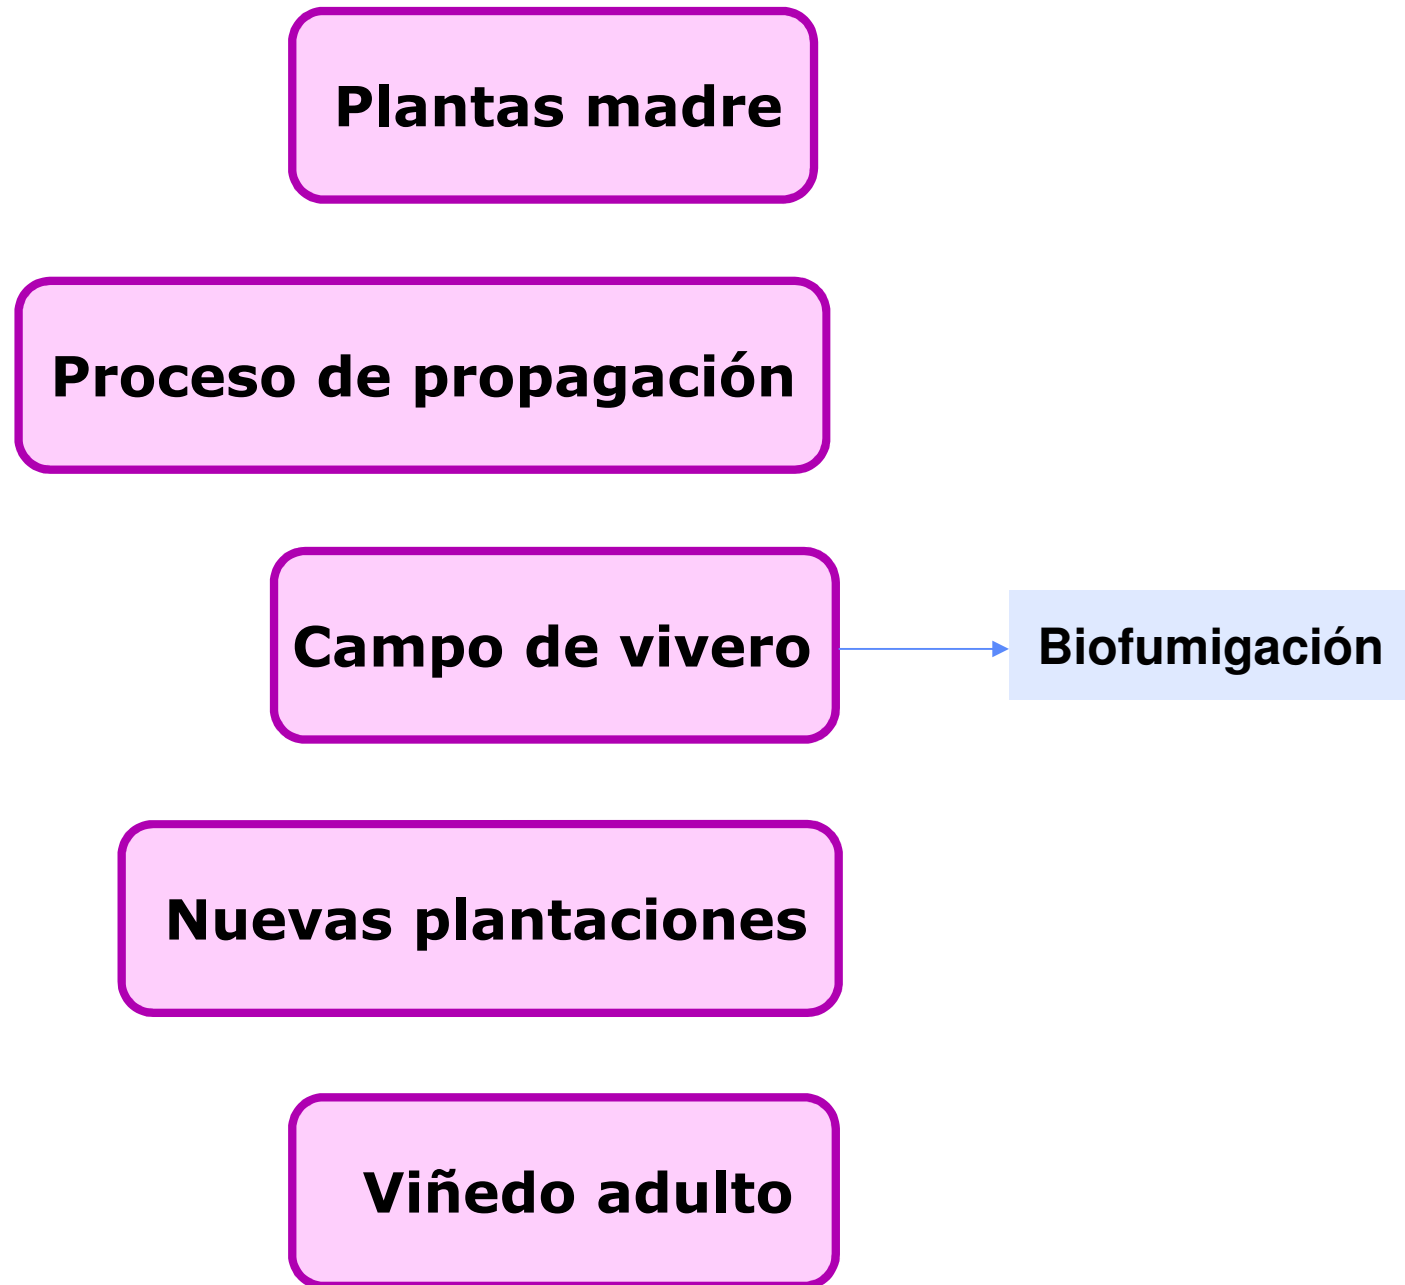 Plantas madre
Proceso de propagación
Campo de vivero
Biofumigación
Nuevas plantaciones
Viñedo adulto